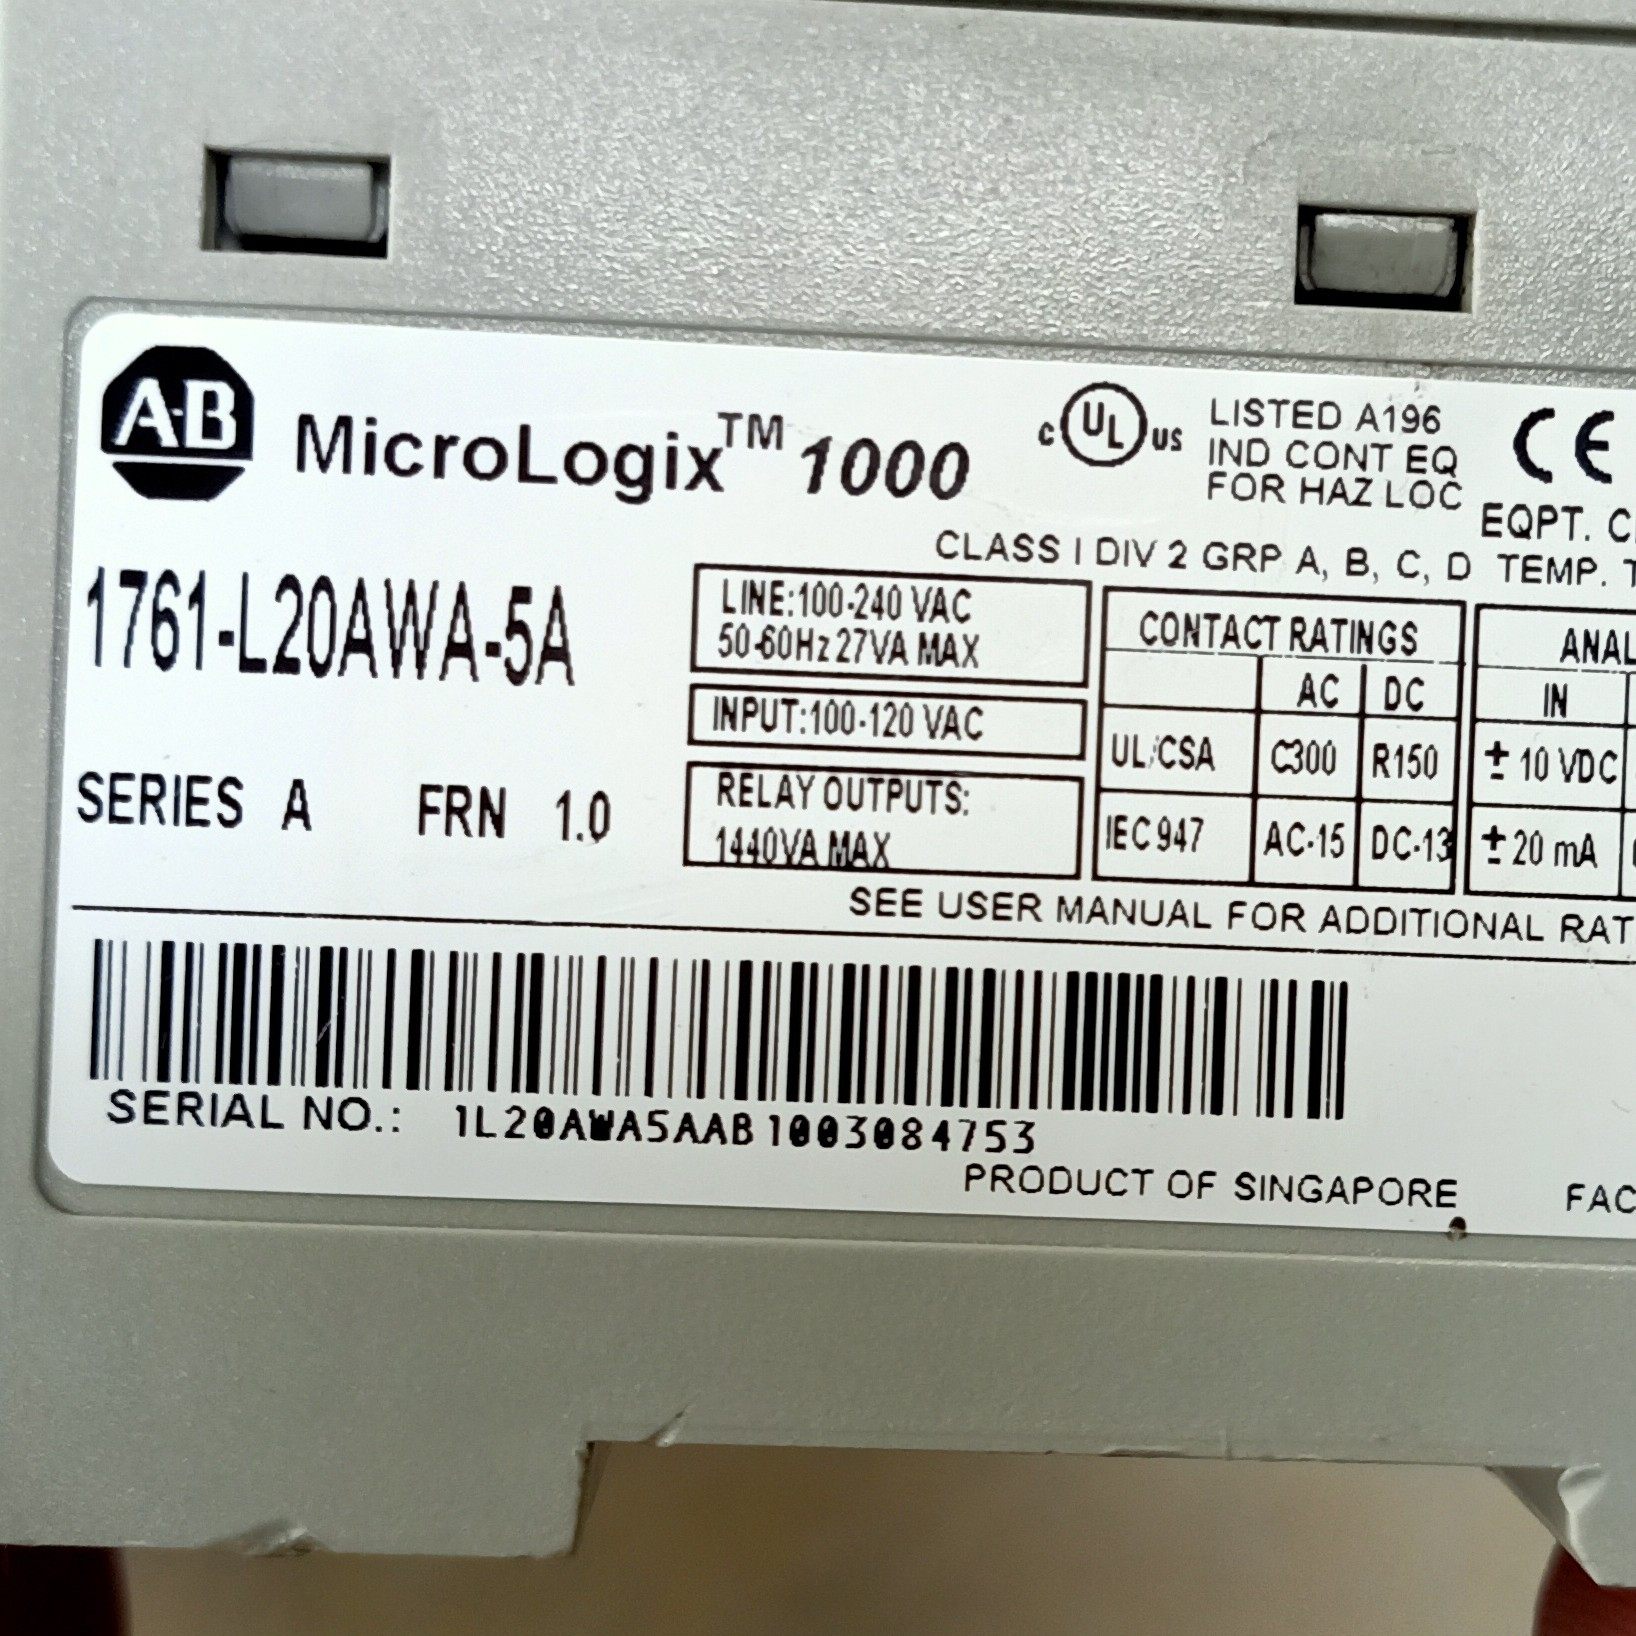 A-B
MicroLogix™ 1000
C UL US
LISTED A196
IND CONT EQ
FOR HAZ LOC
CE
EQPT.
CLASS I DIV 2 GRP A, B, C, D TEMP.
1761-L20AWA-5A
SERIES A FRN 1.0
LINE:100-240 VAC
50-60Hz 27VA MAX
INPUT:100-120 VAC
RELAY OUTPUTS:
1440VA MAX
CONTACT RATINGS
AC DC
UL/CSA C300 R150
IEC 947 AC-15 DC-13
IN
± 10 VDC
± 20 mA
SEE USER MANUAL FOR ADDITIONAL
SERIAL NO.: 1L20AWA5AAB1003084753
PRODUCT OF SINGAPORE